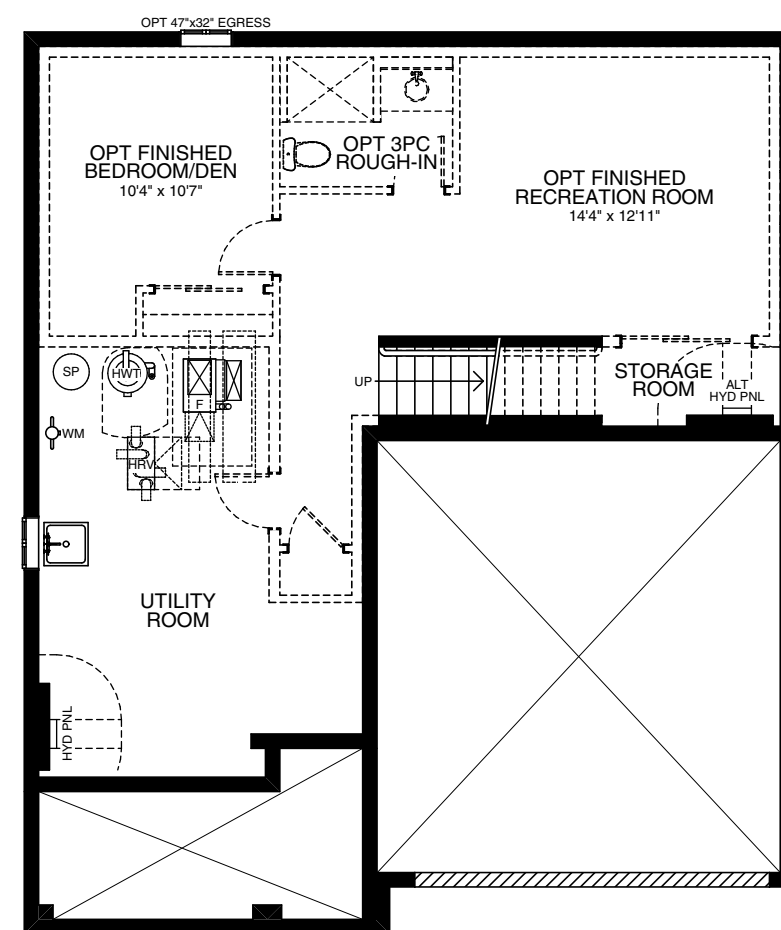 OPT 47"x32" EGRESS
OPT FINISHED
BEDROOM/DEN
10'4" x 10'7"
OPT 3PC
ROUGH-IN
OPT FINISHED
RECREATION ROOM
14'4" x 12'11"
SP
HWT
F
WM
HRV
UP
STORAGE
ROOM
ALT
HYD PNL
UTILITY
ROOM
HYD PNL